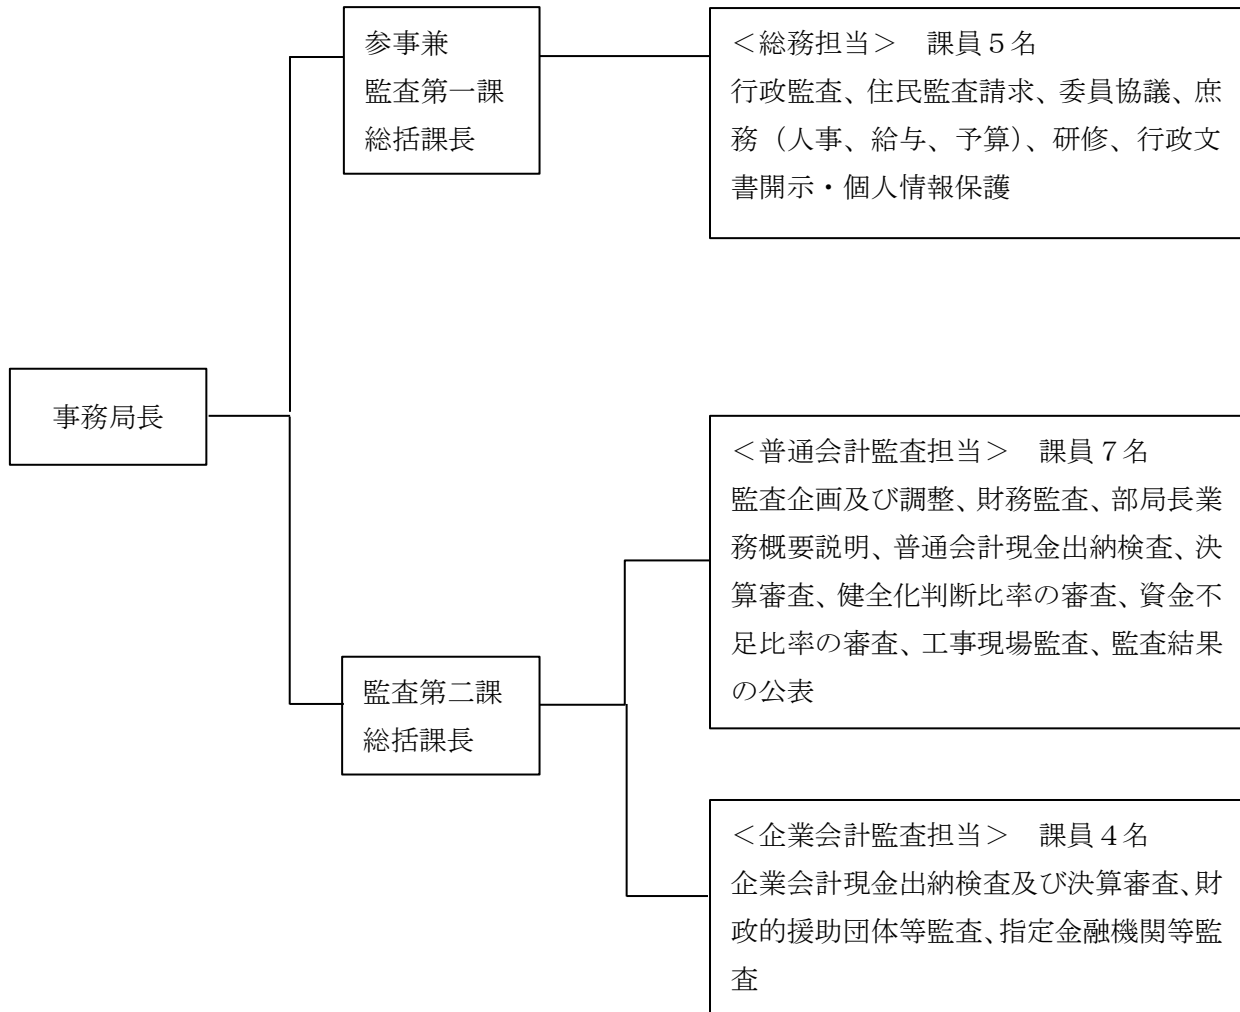 参事兼
監査第一課
総括課長
＜総務担当＞　課員５名
行政監査、住民監査請求、委員協議、庶
務（人事、給与、予算）、研修、行政文
書開示・個人情報保護
事務局長
＜普通会計監査担当＞　課員７名
監査企画及び調整、財務監査、部局長業
務概要説明、普通会計現金出納検査、決
算審査、健全化判断比率の審査、資金不
足比率の審査、工事現場監査、監査結果
の公表
監査第二課
総括課長
＜企業会計監査担当＞　課員４名
企業会計現金出納検査及び決算審査、財
政的援助団体等監査、指定金融機関等監
査